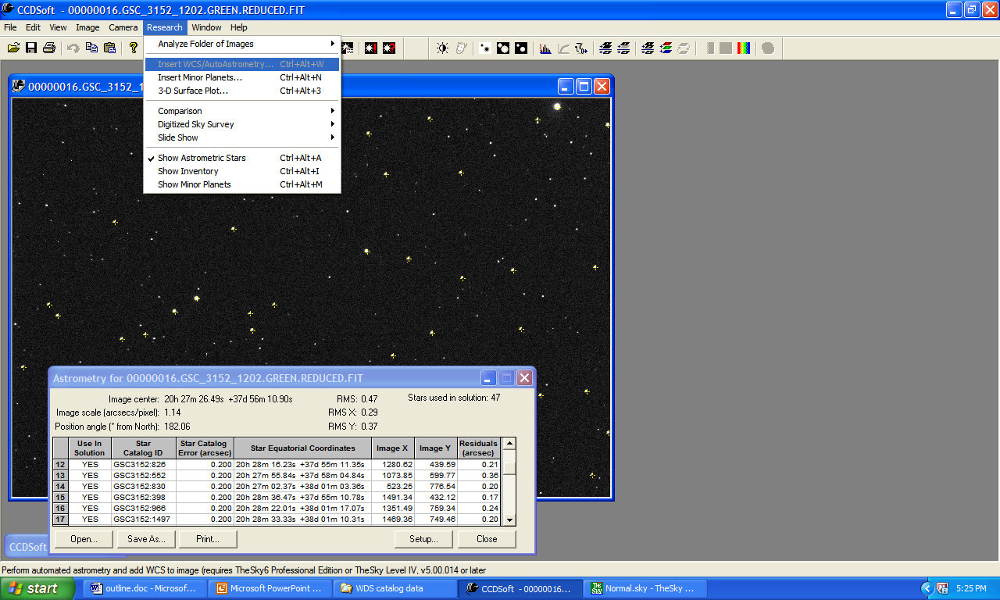 CCDSoft - 00000016.GSC_3152_1202.GREEN.REDUCED.FIT
File Edit View Image Camera Research Window Help
Analyze Folder of Images
Insert WCS/AutoAstrometry... Ctrl+Alt+W
Insert Minor Planets... Ctrl+Alt+N
3-D Surface Plot... Ctrl+Alt+3
Comparison
Digitized Sky Survey
Slide Show
Show Astrometric Stars Ctrl+Alt+A
Show Inventory Ctrl+Alt+I
Show Minor Planets Ctrl+Alt+M
00000016.GSC_3152_1
Astrometry for 00000016.GSC_3152_1202.GREEN.REDUCED.FIT
Image center: 20h 27m 26.49s +37d 56m 10.90s RMS: 0.47 Stars used in solution: 47
Image scale (arcsecs/pixel): 1.14 RMS X: 0.29
Position angle (° from North): 182.06 RMS Y: 0.37
Use In Solution Star Catalog ID Star Catalog Error (arcsec) Star Equatorial Coordinates Image X Image Y Residuals (arcsec)
12 YES GSC3152:826 0.200 20h 28m 16.23s +37d 55m 11.35s 1280.62 439.59 0.21
13 YES GSC3152:552 0.200 20h 27m 55.84s +37d 58m 04.84s 1073.85 599.77 0.36
14 YES GSC3152:830 0.200 20h 27m 02.37s +38d 01m 03.36s 523.25 776.54 0.20
15 YES GSC3152:398 0.200 20h 28m 36.47s +37d 55m 10.78s 1491.34 432.12 0.17
16 YES GSC3152:966 0.200 20h 28m 22.01s +38d 01m 17.07s 1351.49 759.34 0.24
17 YES GSC3152:1497 0.200 20h 28m 33.33s +38d 01m 10.31s 1469.36 749.46 0.20
Open... Save As... Print... Setup... Close
CCDSoft
Perform automated astrometry and add WCS to image (requires TheSky6 Professional Edition or TheSky Level IV, v5.00.014 or later
start outline.doc - Microsof... Microsoft PowerPoint ... WDS catalog data CCDSoft - 00000016... THE SKY Normal.sky - TheSky ... 5:25 PM